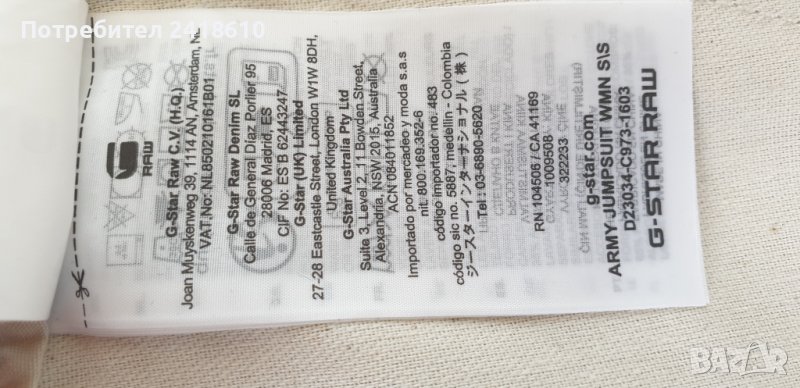 Потребител 2418610
RAW
G-Star Raw C.V. (H.Q.)
Joan Muyskenweg 39, 1114 AN, Amsterdam, NL
VAT.No: NL850210161B01
G-Star Raw Denim SL
Calle de General Diaz Porlier 95
28006 Madrid, ES
CIF No: ES B 62443247
G-Star (UK) Limited
27-28 Eastcastle Street, London W1W 8DH,
United Kingdom
G-Star Australia Pty Ltd
Suite 3, Level 2, 11 Bowden Street,
Alexandria, NSW 2015, Australia
ACN 084011852
Importado por mercadeo y moda s.a.s
nit. 800.169.352-6
código importador no. 483
código sic no. 5887, medellin - Colombia
ジースターインターナショナル(株)
Tel : 03-6890-5620
RN 104508 / CA 41169
1009508
322233
g-star.com
ARMY JUMPSUIT WMN S\S
D23034-C973-1603
G-STAR RAW
БАZАР